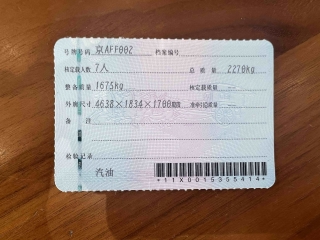 号牌号码 京AFF002 档案编号
核定载人数 7人 总质量 2270kg
整备质量 1675kg 核定载质量 --
外廓尺寸 4638×1834×1700mm 准牵引总质量 --
备注
检验记录
汽油
*11X0015355414*